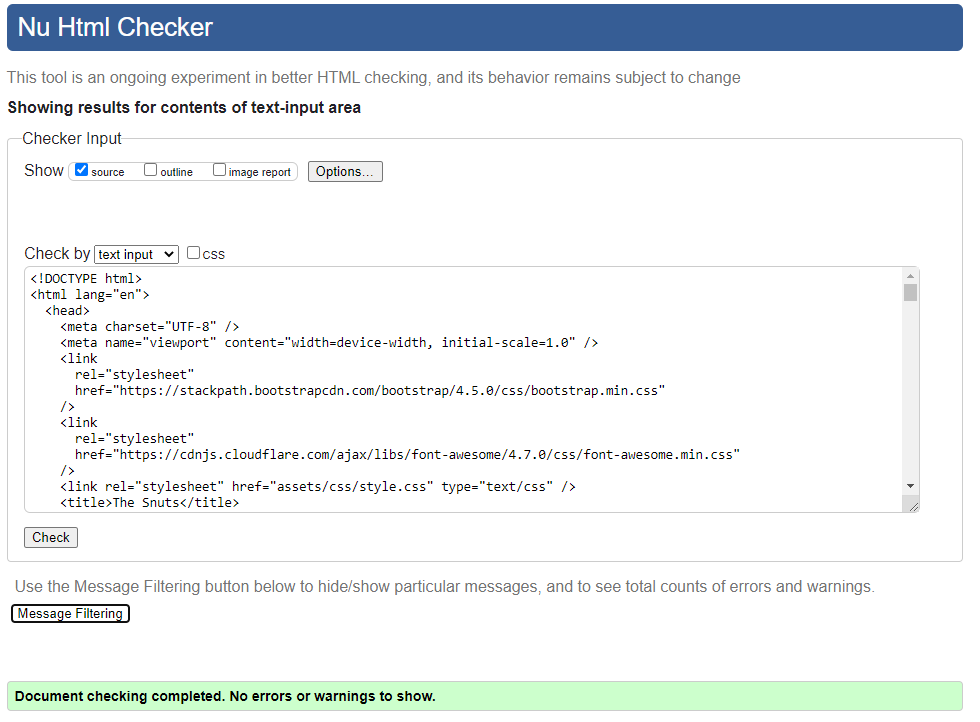 Nu Html Checker
This tool is an ongoing experiment in better HTML checking, and its behavior remains subject to change
Showing results for contents of text-input area
Checker Input
Show source outline image report Options...
Check by text input css
<!DOCTYPE html>
<html lang="en">
  <head>
    <meta charset="UTF-8" />
    <meta name="viewport" content="width=device-width, initial-scale=1.0" />
    <link
      rel="stylesheet"
      href="https://stackpath.bootstrapcdn.com/bootstrap/4.5.0/css/bootstrap.min.css"
    />
    <link
      rel="stylesheet"
      href="https://cdnjs.cloudflare.com/ajax/libs/font-awesome/4.7.0/css/font-awesome.min.css"
    />
    <link rel="stylesheet" href="assets/css/style.css" type="text/css" />
    <title>The Snuts</title>
Check
Use the Message Filtering button below to hide/show particular messages, and to see total counts of errors and warnings.
Message Filtering
Document checking completed. No errors or warnings to show.